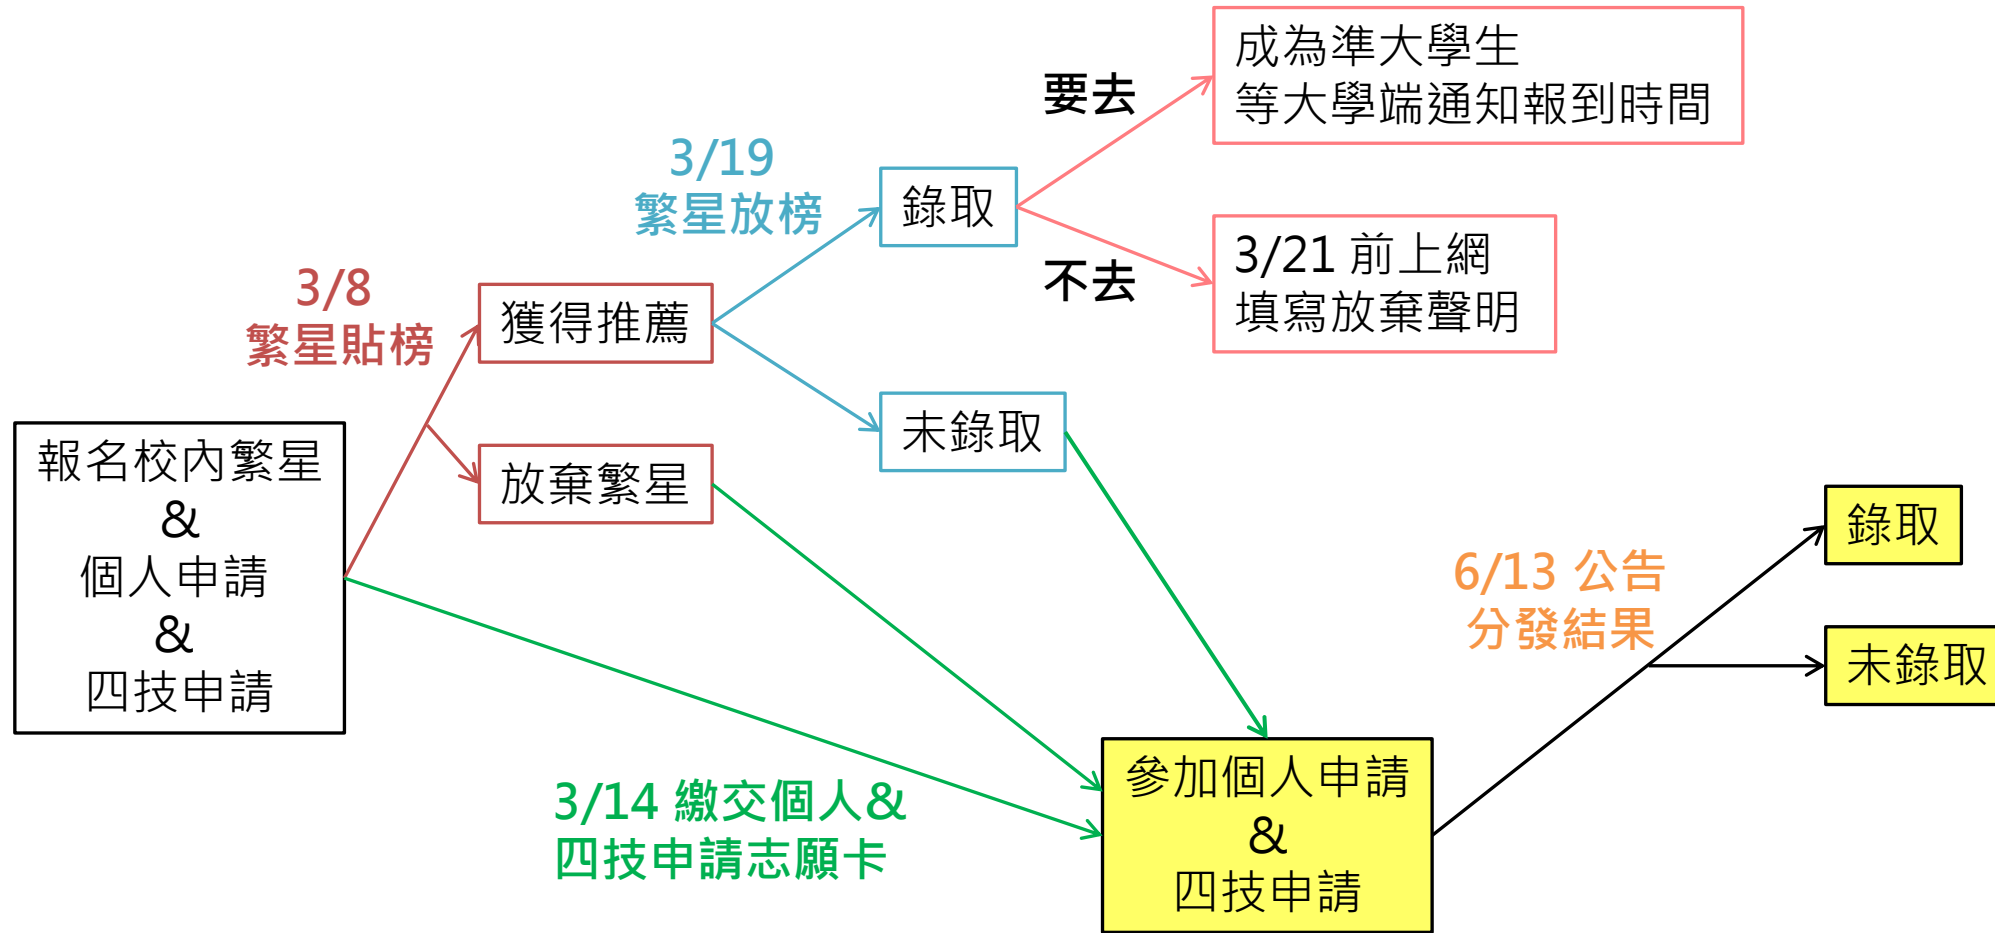 成為準大學生
等大學端通知報到時間
要去
3/19
繁星放榜
錄取
3/21 前上網
填寫放棄聲明
不去
3/8
繁星貼榜
獲得推薦
未錄取
報名校內繁星
&
個人申請
&
四技申請
放棄繁星
錄取
6/13 公告
分發結果
未錄取
3/14 繳交個人&
四技申請志願卡
參加個人申請
&
四技申請